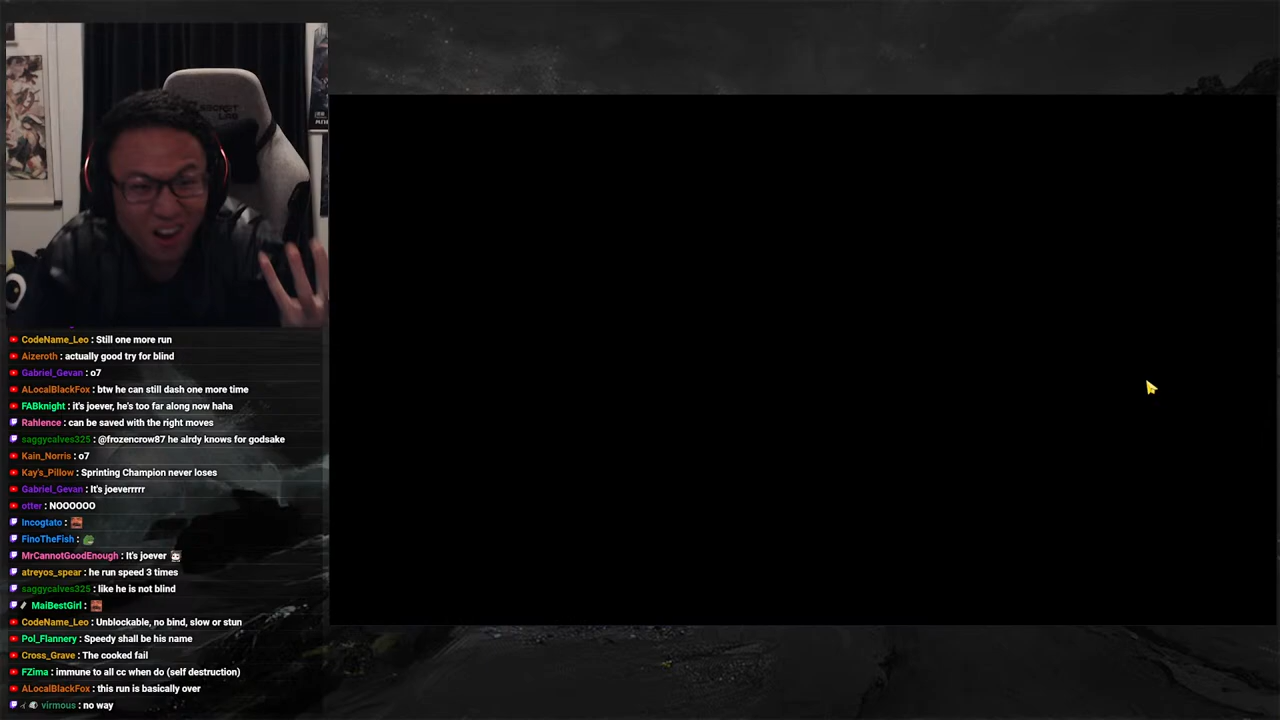 SECRET
LAB
CodeName_Leo : Still one more run
Aizeroth : actually good try for blind
Gabriel_Gevan : o7
ALocalBlackFox : btw he can still dash one more time
FABknight : it's joever, he's too far along now haha
Rahlence : can be saved with the right moves
saggycalves325 : @frozencrow87 he alrdy knows for godsake
Kain_Norris : o7
Kay's_Pillow : Sprinting Champion never loses
Gabriel_Gevan : It's joeverrrrr
otter : NOOOOOO
Incogtato :
FinoTheFish :
MrCannotGoodEnough : It's joever
atreyos_spear : he run speed 3 times
saggycalves325 : like he is not blind
MaiBestGirl :
CodeName_Leo : Unblockable, no bind, slow or stun
Pol_Flannery : Speedy shall be his name
Cross_Grave : The cooked fail
FZima : immune to all cc when do (self destruction)
ALocalBlackFox : this run is basically over
virmous : no way